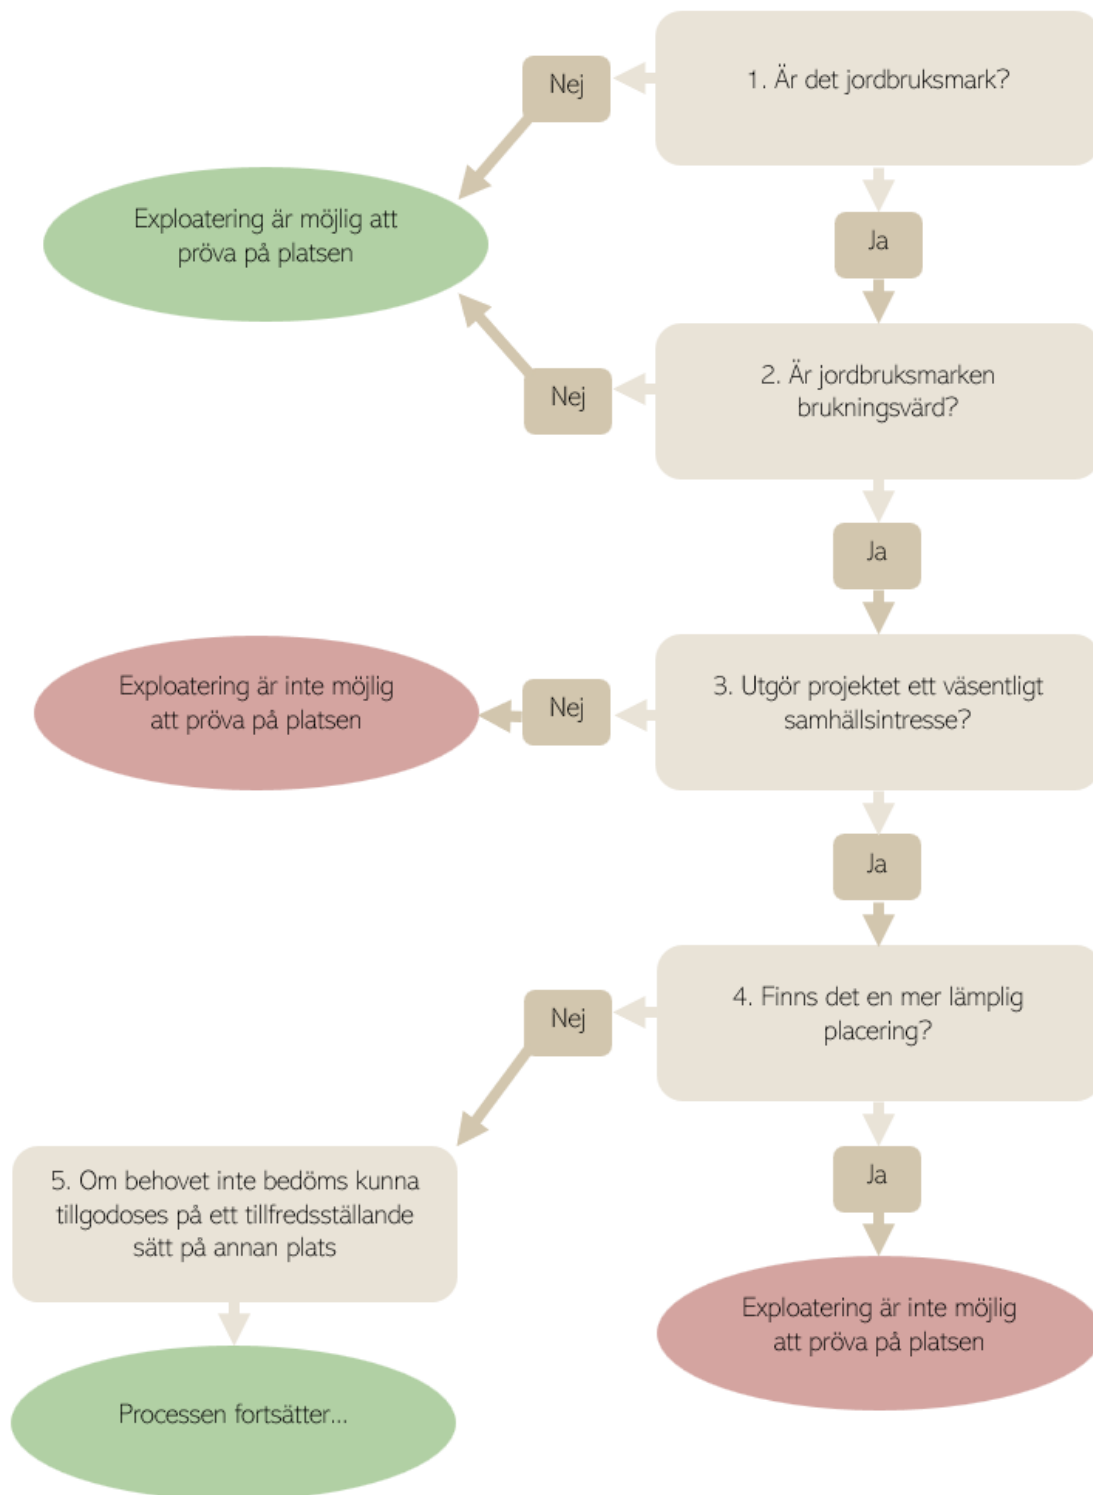 1. Är det jordbruksmark?
Nej
Ja
Exploatering är möjlig att
pröva på platsen
2. Är jordbruksmarken
brukningsvärd?
Nej
Ja
3. Utgör projektet ett väsentligt
samhällsintresse?
Nej
Exploatering är inte möjlig
att pröva på platsen
Ja
4. Finns det en mer lämplig
placering?
Nej
Ja
5. Om behovet inte bedöms kunna
tillgodoses på ett tillfredsställande
sätt på annan plats
Exploatering är inte möjlig
att pröva på platsen
Processen fortsätter...